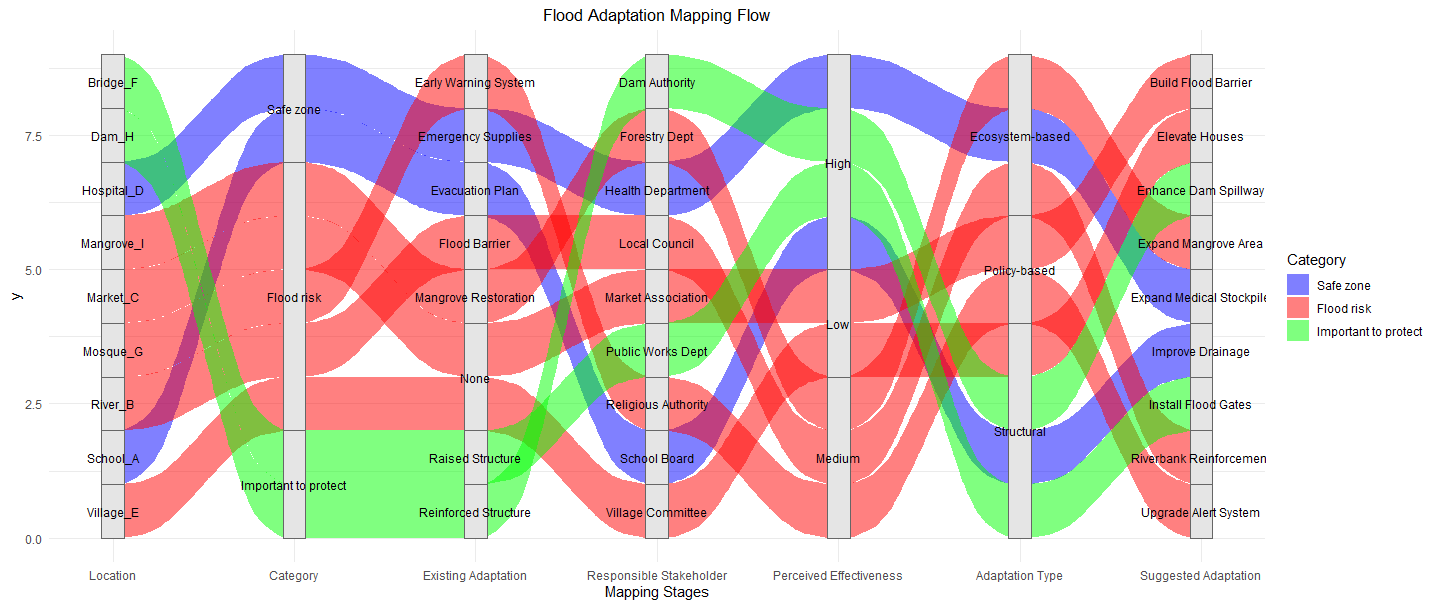 Flood Adaptation Mapping Flow
y
7.5
5.0
2.5
0.0
Bridge_F
Dam_H
Hospital_D
Mangrove_I
Market_C
Mosque_G
River_B
School_A
Village_E
Safe zone
Flood risk
Important to protect
Early Warning System
Emergency Supplies
Evacuation Plan
Flood Barrier
Mangrove Restoration
None
Raised Structure
Reinforced Structure
Dam Authority
Forestry Dept
Health Department
Local Council
Market Association
Public Works Dept
Religious Authority
School Board
Village Committee
High
Low
Medium
Ecosystem-based
Policy-based
Structural
Build Flood Barrier
Elevate Houses
Enhance Dam Spillway
Expand Mangrove Area
Expand Medical Stockpile
Improve Drainage
Install Flood Gates
Riverbank Reinforcemen
Upgrade Alert System
Location
Category
Existing Adaptation
Responsible Stakeholder
Perceived Effectiveness
Adaptation Type
Suggested Adaptation
Mapping Stages
Category
Safe zone
Flood risk
Important to protect